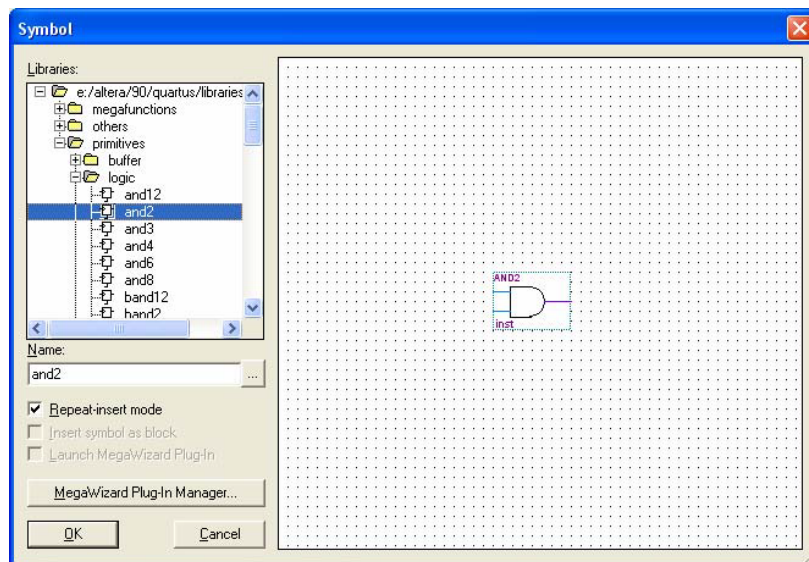 Symbol
Libraries:
e:/altera/90/quartus/libraries
megafunctions
others
primitives
buffer
logic
and12
and2
and3
and4
and6
and8
band12
band2
Name:
and2
...
Repeat-insert mode
Insert symbol as block
Launch MegaWizard Plug-In
MegaWizard Plug-In Manager...
OK
Cancel
AND2
inst